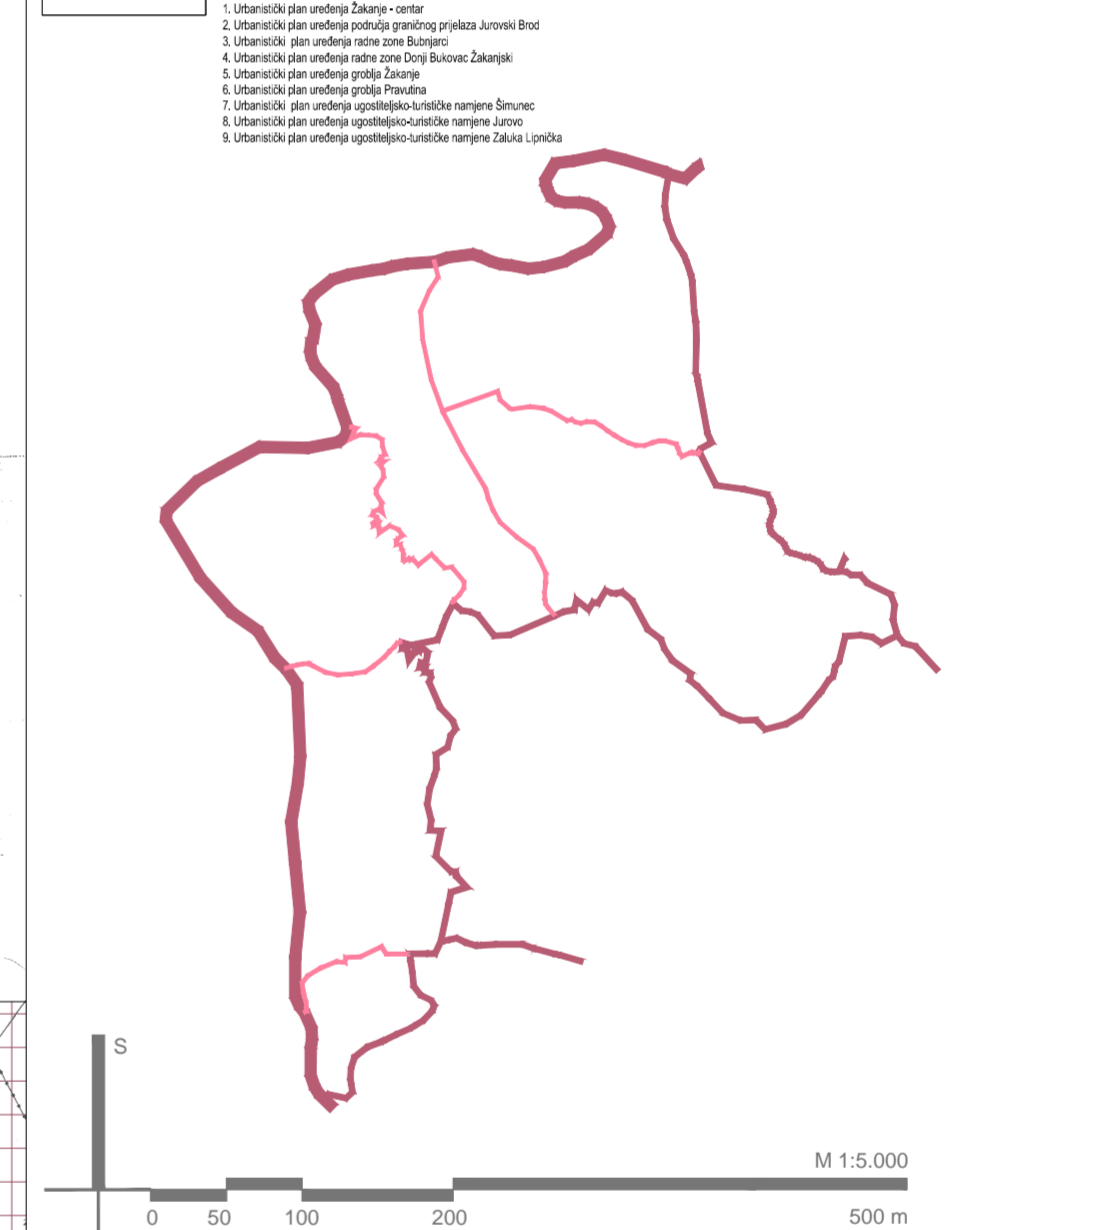 1. Urbanistički plan uređenja Žakanje - centar
2. Urbanistički plan uređenja područja graničnog prijelaza Jurovski Brod
3. Urbanistički plan uređenja radne zone Bubnjarci
4. Urbanistički plan uređenja radne zone Donji Bukovac Žakanjski
5. Urbanistički plan uređenja groblja Žakanje
6. Urbanistički plan uređenja groblja Pravutina
7. Urbanistički plan uređenja ugostiteljsko-turističke namjene Šimunec
8. Urbanistički plan uređenja ugostiteljsko-turističke namjene Jurovo
9. Urbanistički plan uređenja ugostiteljsko-turističke namjene Zaluka Lipnička
S
M 1:5.000
0 50 100 200 500 m